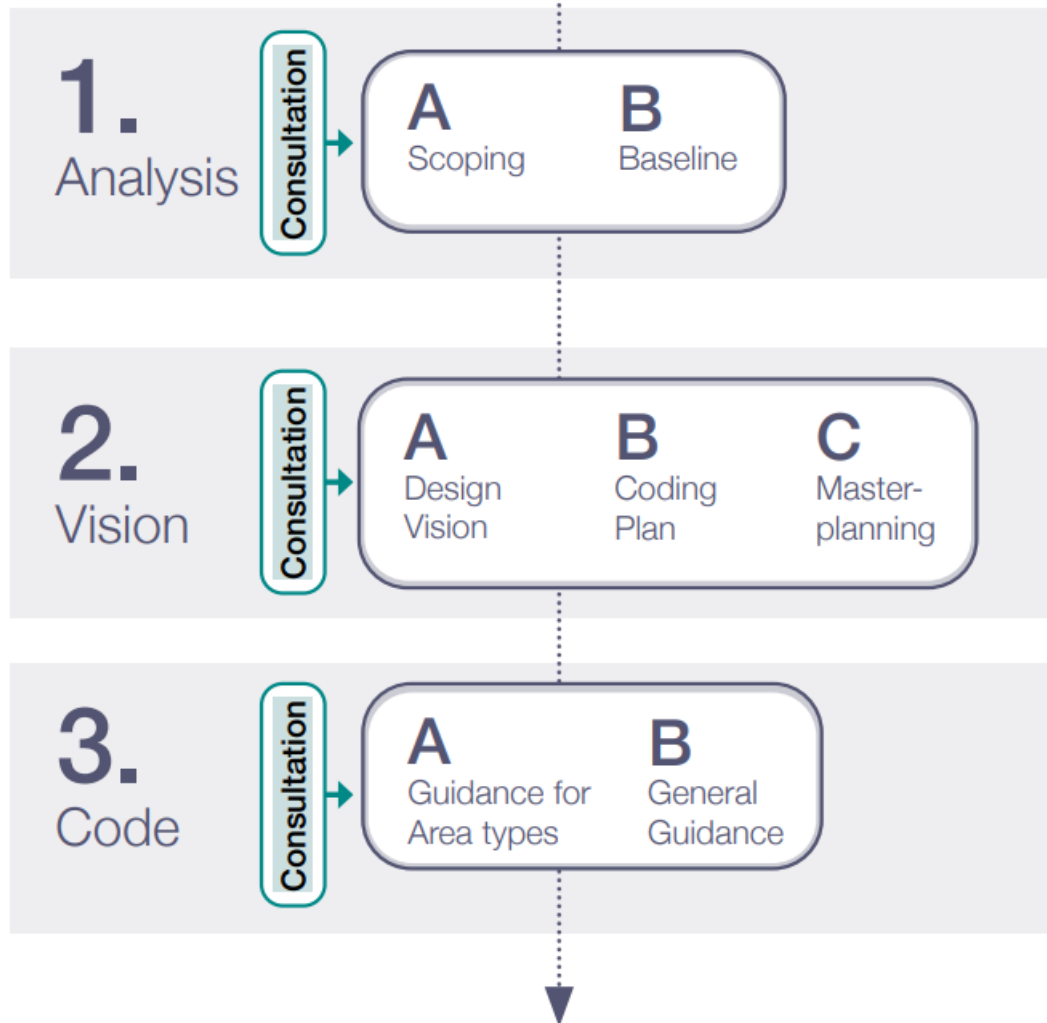 1.
Analysis
Consultation
A
Scoping
B
Baseline
2.
Vision
Consultation
A
Design
Vision
B
Coding
Plan
C
Master-
planning
3.
Code
Consultation
A
Guidance for
Area types
B
General
Guidance